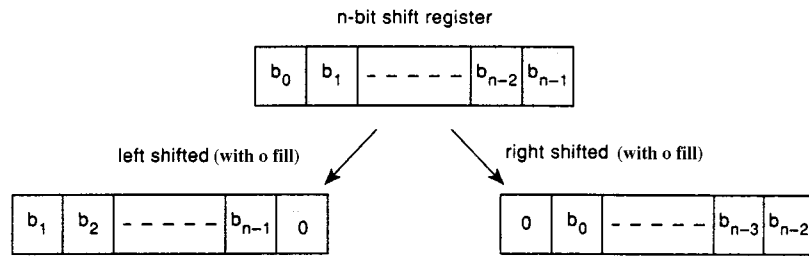 n-bit shift register
b0 b1 - - - - - bn-2 bn-1
left shifted (with o fill)
right shifted (with o fill)
b1 b2 - - - - - bn-1 0
0 b0 - - - - - bn-3 bn-2